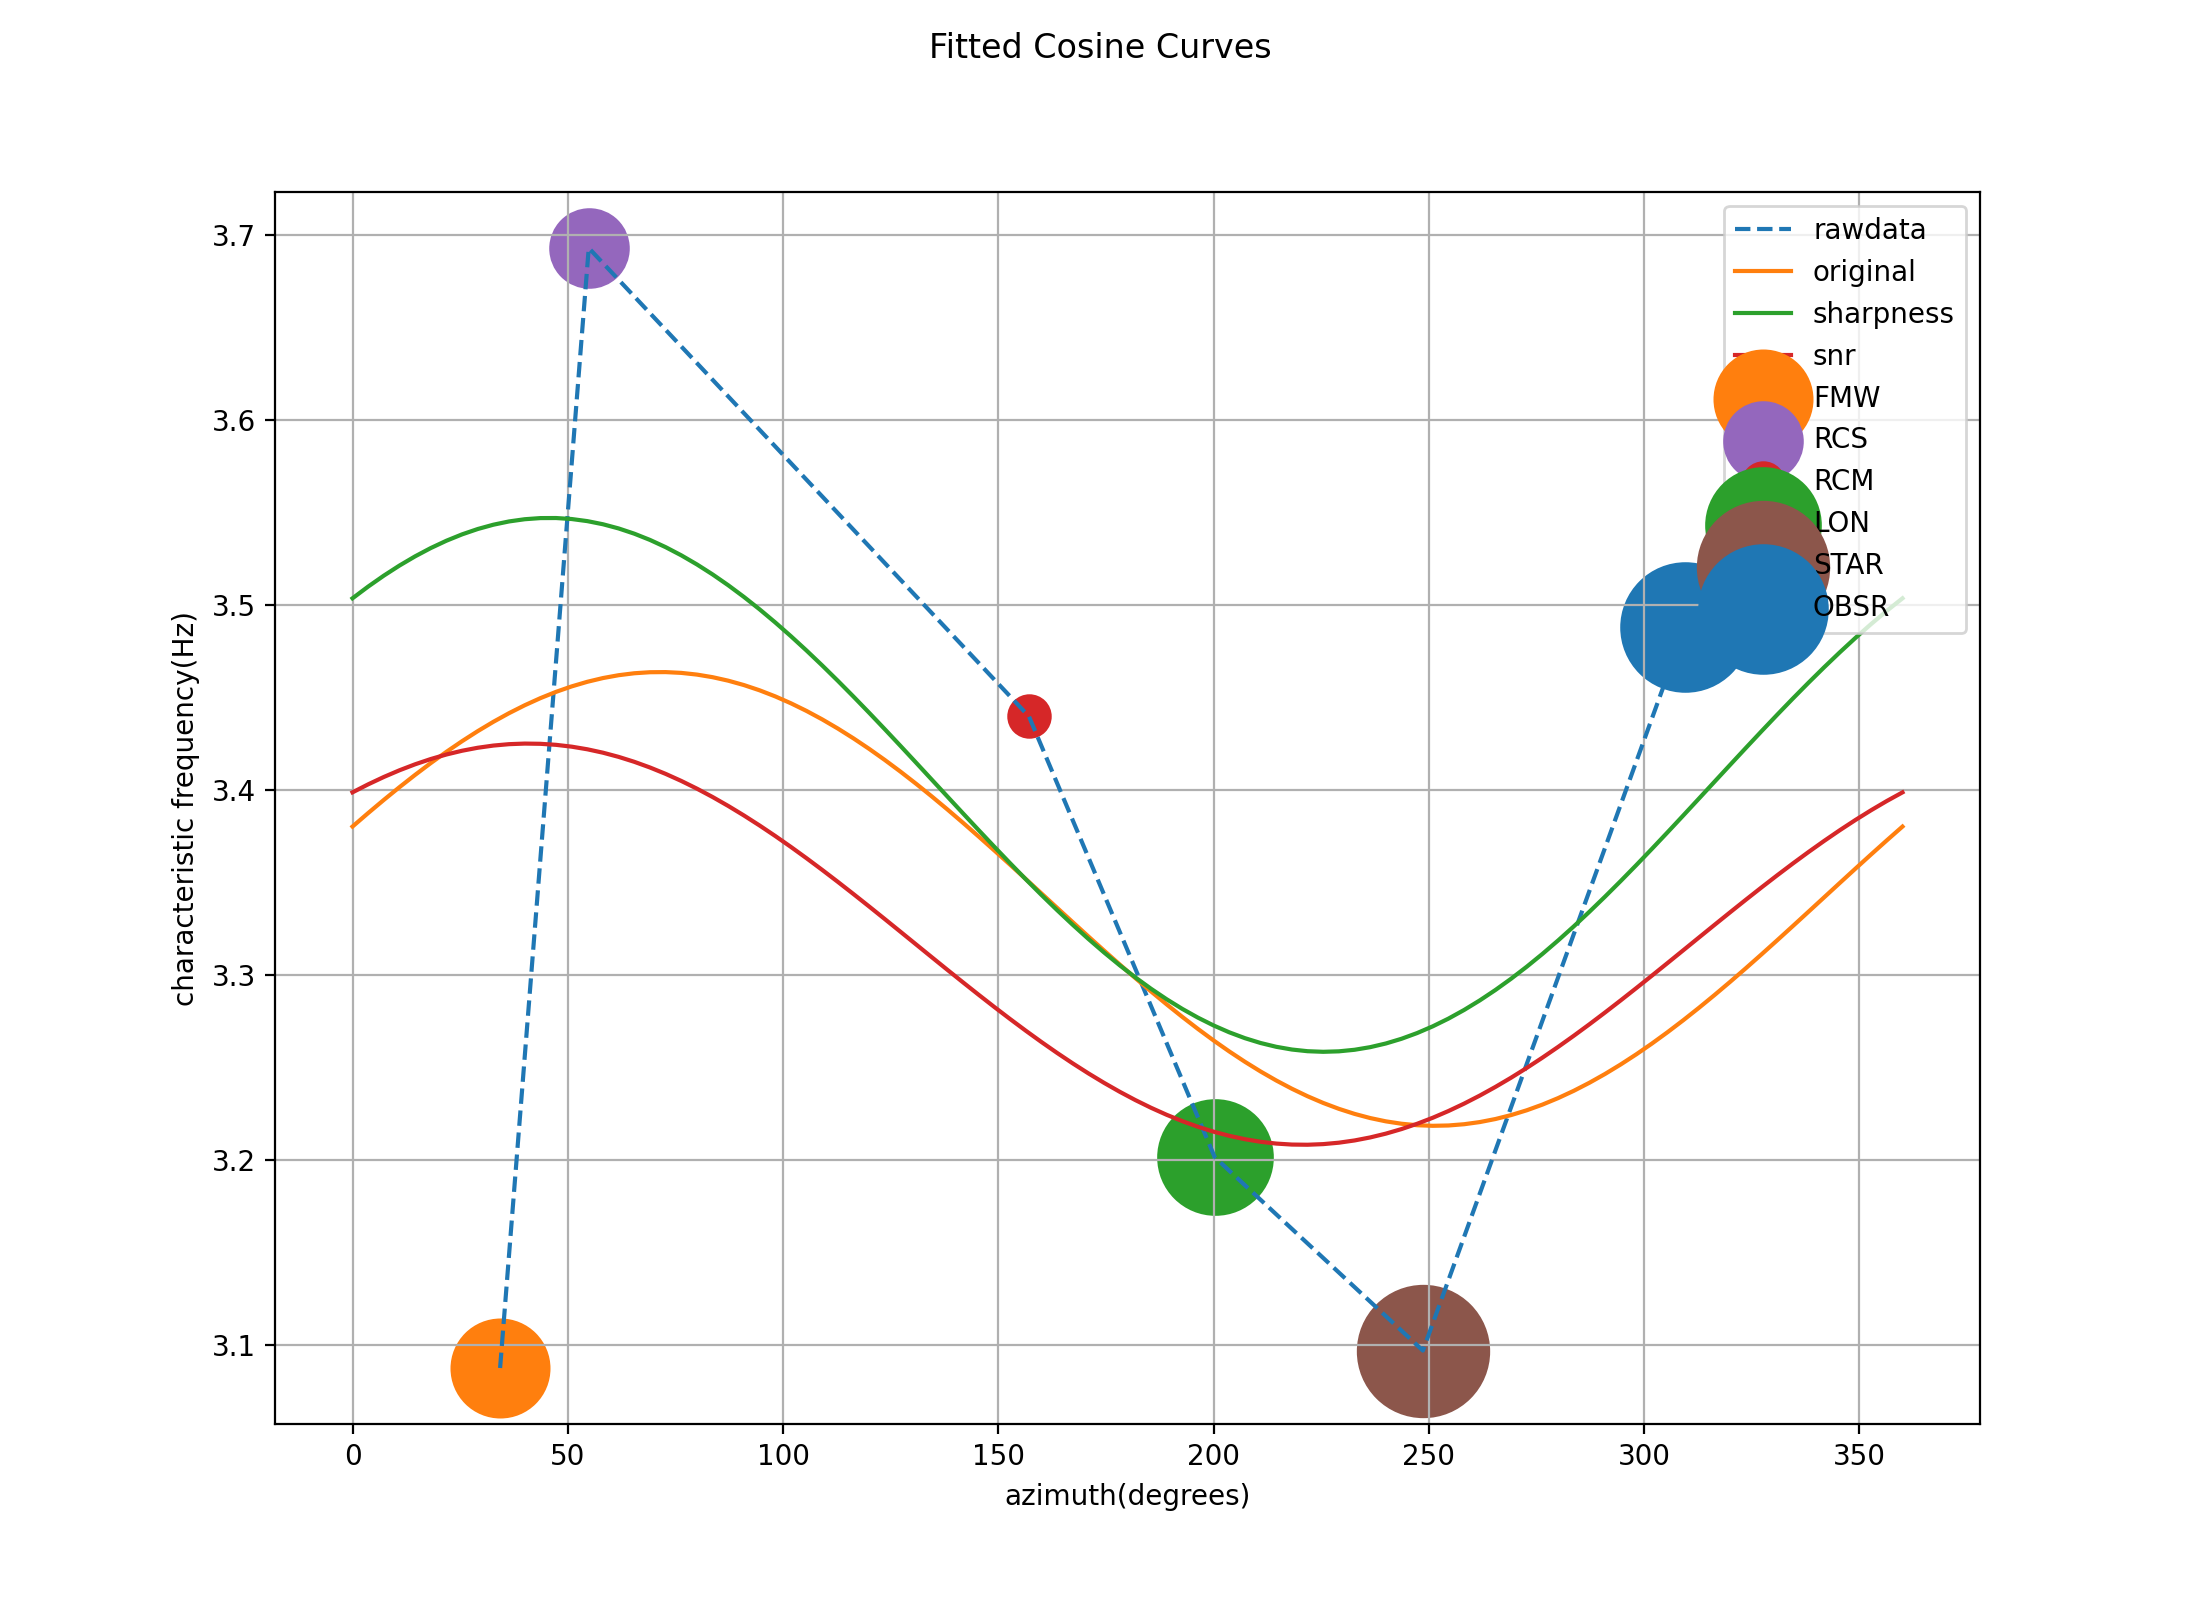 Fitted Cosine Curves
rawdata
original
sharpness
snr
FMW
RCS
RCM
LON
STAR
OBSR
characteristic frequency(Hz)
3.7
3.6
3.5
3.4
3.3
3.2
3.1
0 50 100 150 200 250 300 350
azimuth(degrees)